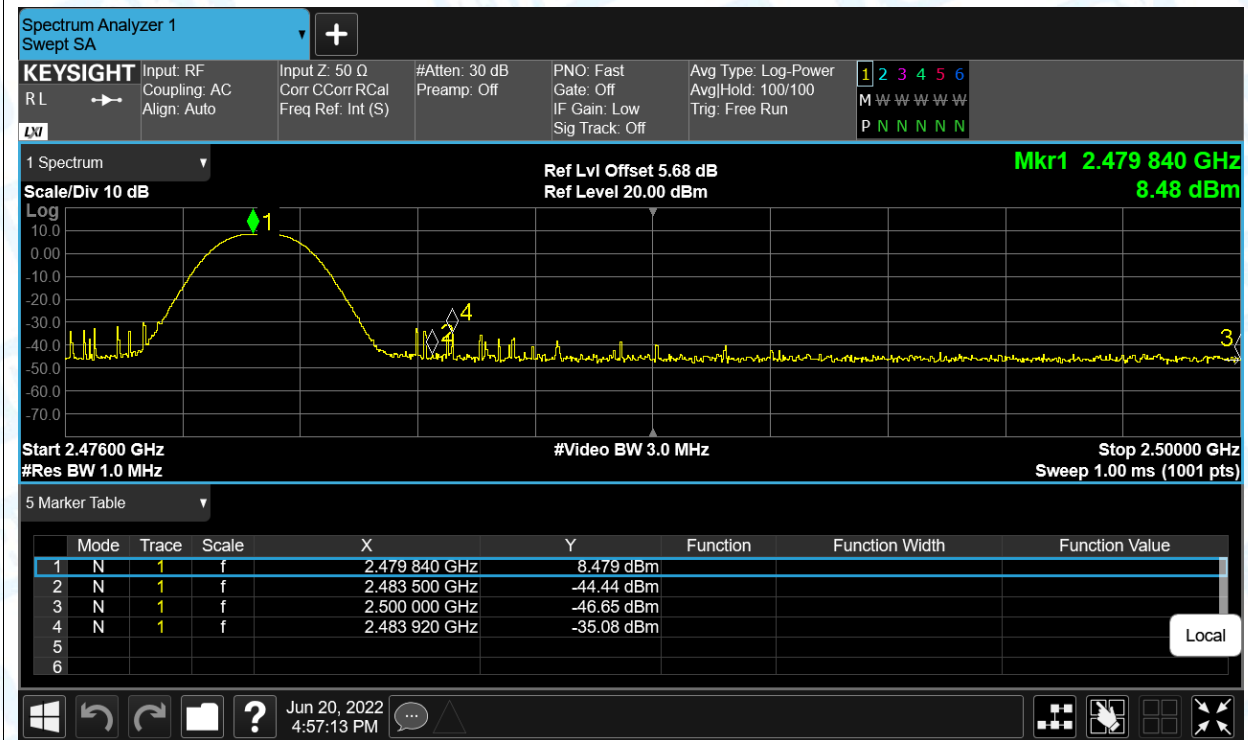 Spectrum Analyzer 1
Swept SA
+
KEYSIGHT
R L
LXI
Input: RF
Coupling: AC
Align: Auto
Input Z: 50 Ω
Corr CCorr RCal
Freq Ref: Int (S)
#Atten: 30 dB
Preamp: Off
PNO: Fast
Gate: Off
IF Gain: Low
Sig Track: Off
Avg Type: Log-Power
Avg|Hold: 100/100
Trig: Free Run
1 2 3 4 5 6
M W W W W W
P N N N N N
1 Spectrum
Scale/Div 10 dB
Ref Lvl Offset 5.68 dB
Ref Level 20.00 dBm
Mkr1 2.479 840 GHz
8.48 dBm
Log
10.0
0.00
-10.0
-20.0
-30.0
-40.0
-50.0
-60.0
-70.0
1
2
4
3
Start 2.47600 GHz
#Res BW 1.0 MHz
#Video BW 3.0 MHz
Stop 2.50000 GHz
Sweep 1.00 ms (1001 pts)
5 Marker Table
Mode Trace Scale X Y Function Function Width Function Value
1 N 1 f 2.479 840 GHz 8.479 dBm
2 N 1 f 2.483 500 GHz -44.44 dBm
3 N 1 f 2.500 000 GHz -46.65 dBm
4 N 1 f 2.483 920 GHz -35.08 dBm
5
6
Local
?
Jun 20, 2022
4:57:13 PM